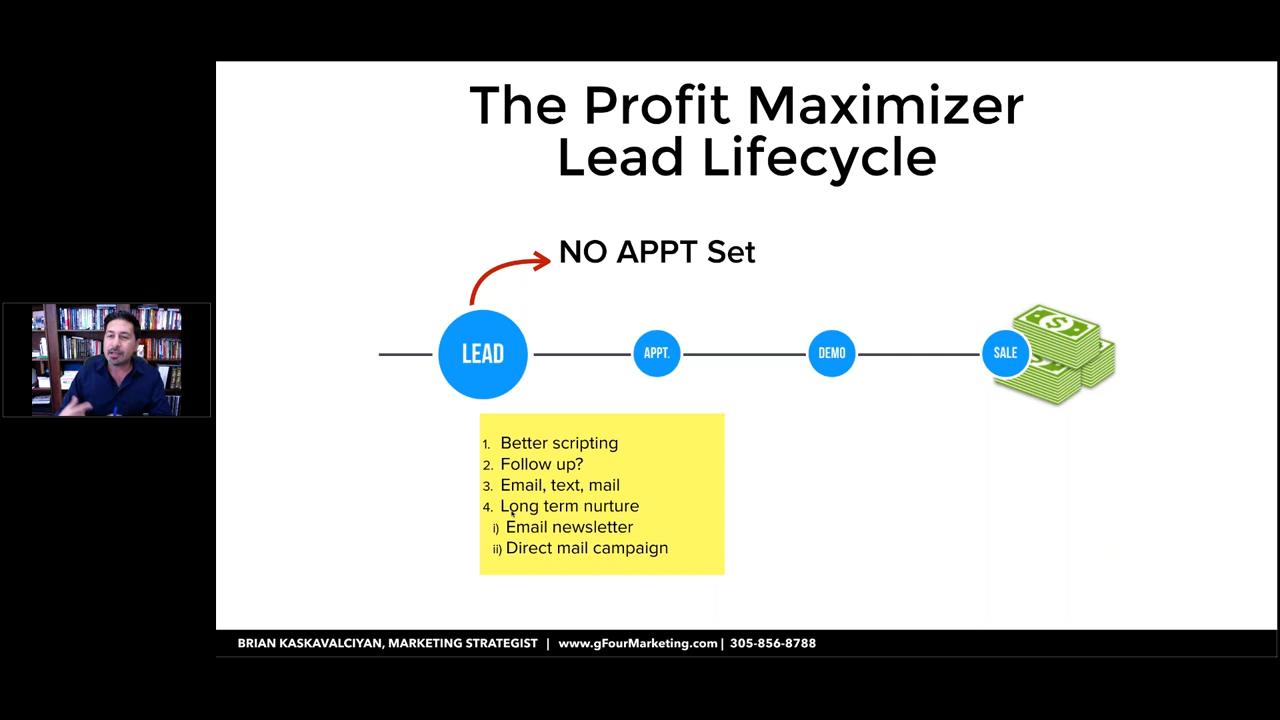 The Profit Maximizer
Lead Lifecycle
NO APPT Set
LEAD
APPT.
DEMO
SALE
1. Better scripting
2. Follow up?
3. Email, text, mail
4. Long term nurture
i) Email newsletter
ii) Direct mail campaign
BRIAN KASKAVALCIYAN, MARKETING STRATEGIST | www.gFourMarketing.com | 305-856-8788